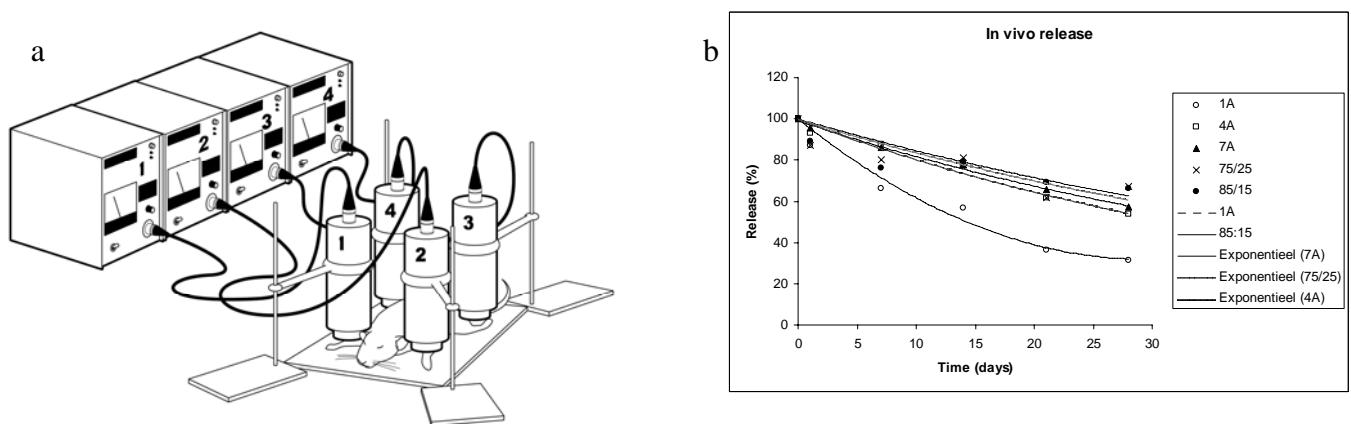 a
1
2
3
4
1
4
2
3
b
In vivo release
120
100
80
60
40
20
0
Release (%)
0 5 10 15 20 25 30
Time (days)
1A
4A
7A
75/25
85/15
1A
85:15
Exponentieel (7A)
Exponentieel (75/25)
Exponentieel (4A)